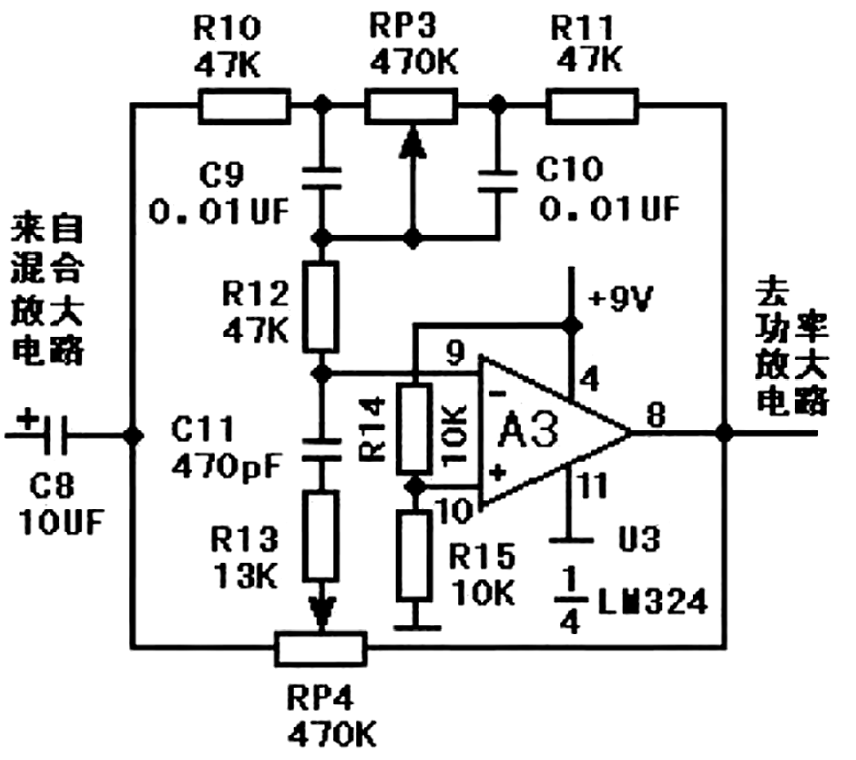 R10
47K
RP3
470K
R11
47K
C9
0.01UF
C10
0.01UF
来自
混合
放大
电路
R12
47K
+9V
去
功率
放大
电路
9
4
-
A3
8
R14
10K
+
C8
10UF
C11
470pF
+
10
11
R13
13K
R15
10K
U3
1
4
LM324
RP4
470K